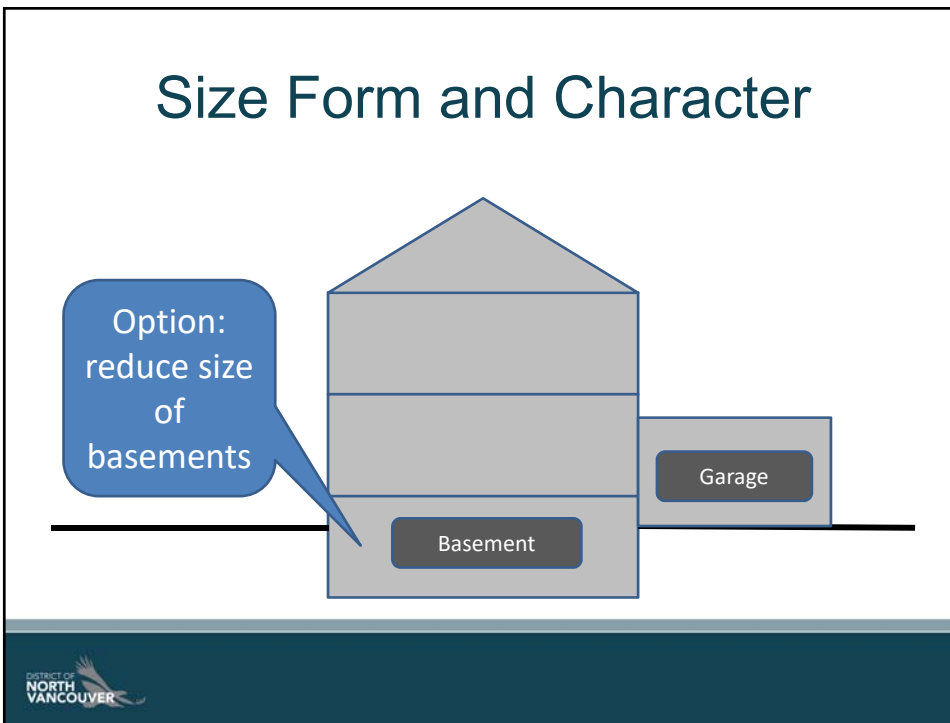 Size Form and Character
Option:
reduce size
of
basements
Garage
Basement
DISTRICT OF
NORTH
VANCOUVER